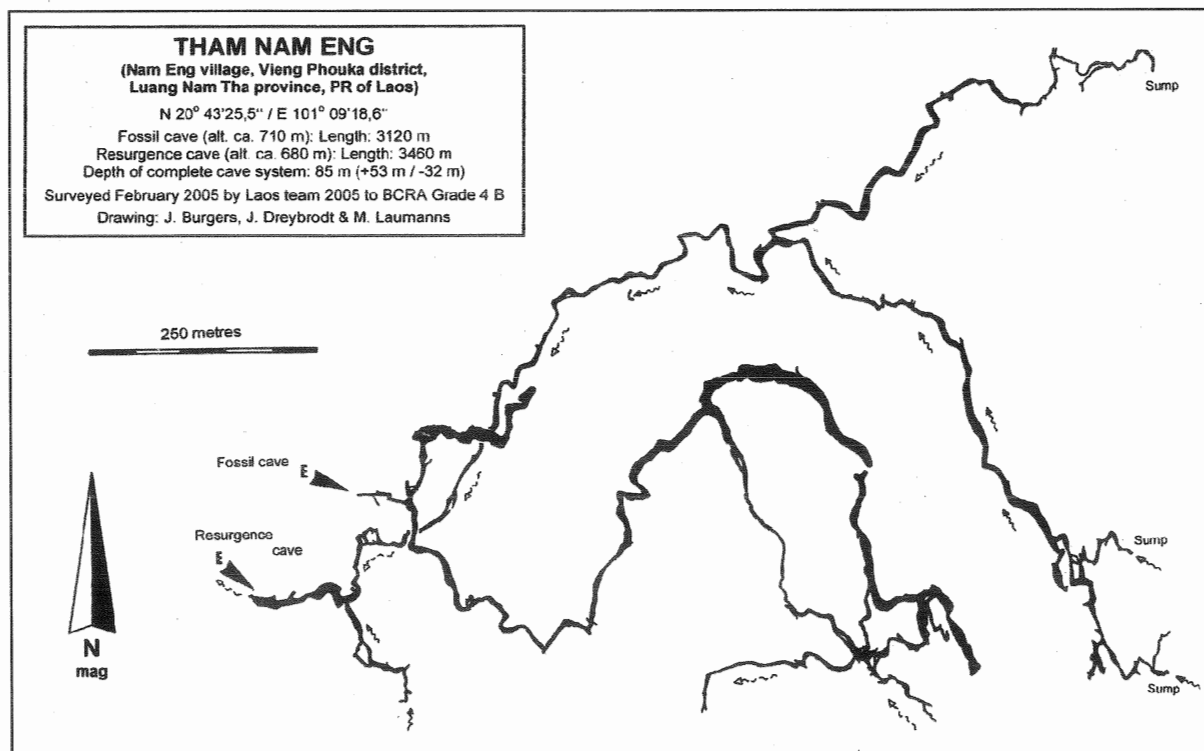 THAM NAM ENG
(Nam Eng village, Vieng Phouka district,
Luang Nam Tha province, PR of Laos)
N 20° 43'25,5" / E 101° 09'18,6"
Fossil cave (alt. ca. 710 m): Length: 3120 m
Resurgence cave (alt. ca. 680 m): Length: 3460 m
Depth of complete cave system: 85 m (+53 m / -32 m)
Surveyed February 2005 by Laos team 2005 to BCRA Grade 4 B
Drawing: J. Burgers, J. Dreybrodt & M. Laumanns
Sump
250 metres
Fossil cave
E
Resurgence
cave
E
Sump
N
mag
Sump